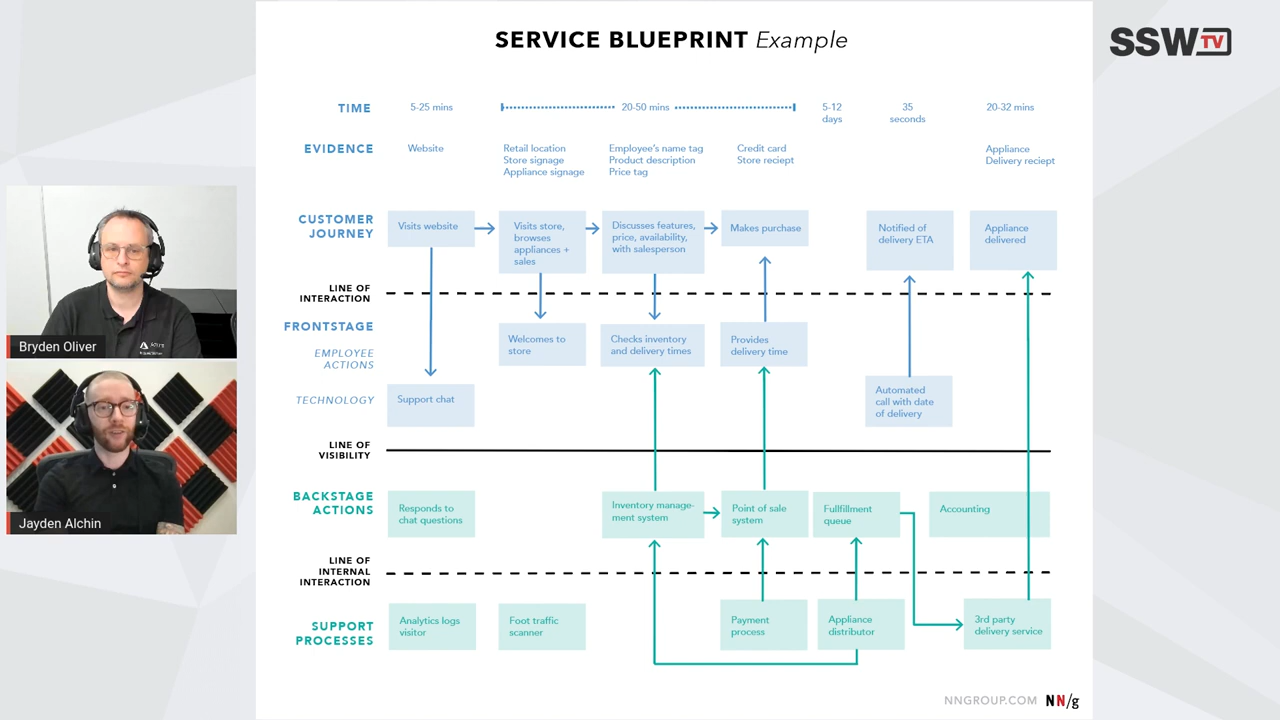 SERVICE BLUEPRINT Example
SSW TV
TIME
5-25 mins
20-50 mins
5-12
days
35
seconds
20-32 mins
EVIDENCE
Website
Retail location
Store signage
Appliance signage
Employee's name tag
Product description
Price tag
Credit card
Store reciept
Appliance
Delivery reciept
CUSTOMER
JOURNEY
Visits website
Visits store,
browses
appliances +
sales
Discusses features,
price, availability,
with salesperson
Makes purchase
Notified of
delivery ETA
Appliance
delivered
LINE OF
INTERACTION
FRONTSTAGE
EMPLOYEE
ACTIONS
Welcomes to
store
Checks inventory
and delivery times
Provides
delivery time
TECHNOLOGY
Support chat
Automated
call with date
of delivery
LINE OF
VISIBILITY
BACKSTAGE
ACTIONS
Responds to
chat questions
Inventory manage-
ment system
Point of sale
system
Fullfillment
queue
Accounting
LINE OF
INTERNAL
INTERACTION
SUPPORT
PROCESSES
Analytics logs
visitor
Foot traffic
scanner
Payment
process
Appliance
distributor
3rd party
delivery service
NNGROUP.COM NN/g
Bryden Oliver
Jayden Alchin